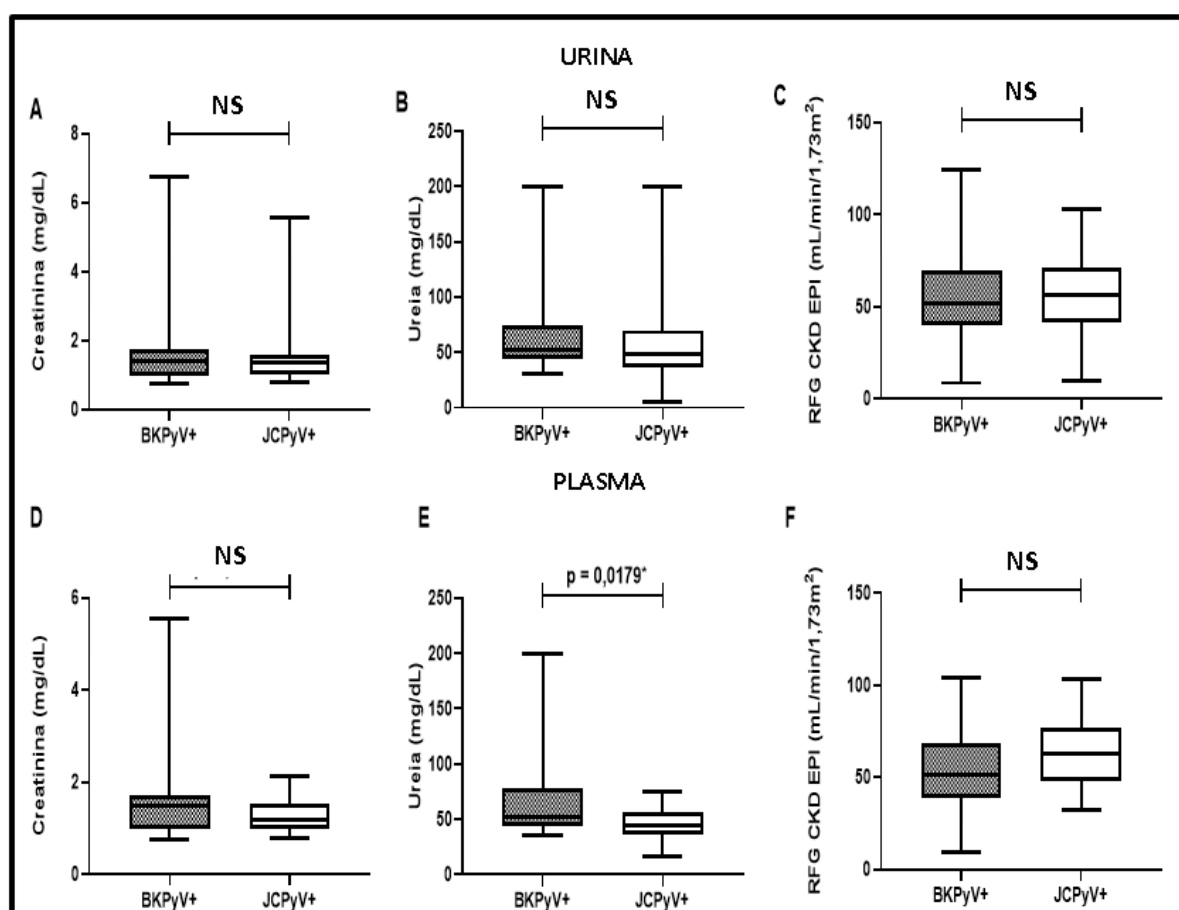 URINA
A
NS
Creatinina (mg/dL)
8
6
4
2
0
BKPyV+ JCPyV+
B
NS
Ureia (mg/dL)
250
200
150
100
50
0
BKPyV+ JCPyV+
C
NS
RFG CKD EPI (mL/min/1,73m²)
150
100
50
0
BKPyV+ JCPyV+
PLASMA
D
NS
Creatinina (mg/dL)
6
4
2
0
BKPyV+ JCPyV+
E
p = 0,0179*
Ureia (mg/dL)
250
200
150
100
50
0
BKPyV+ JCPyV+
F
NS
RFG CKD EPI (mL/min/1,73m²)
150
100
50
0
BKPyV+ JCPyV+